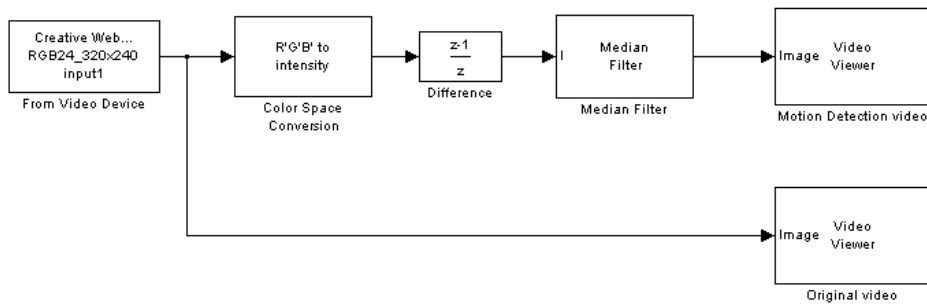 Creative Web...
RGB24_320x240
input1
From Video Device
R'G'B' to
intensity
Color Space
Conversion
z-1
z
Difference
I
Median
Filter
Median Filter
Image
Video
Viewer
Motion Detection video
Image
Video
Viewer
Original video